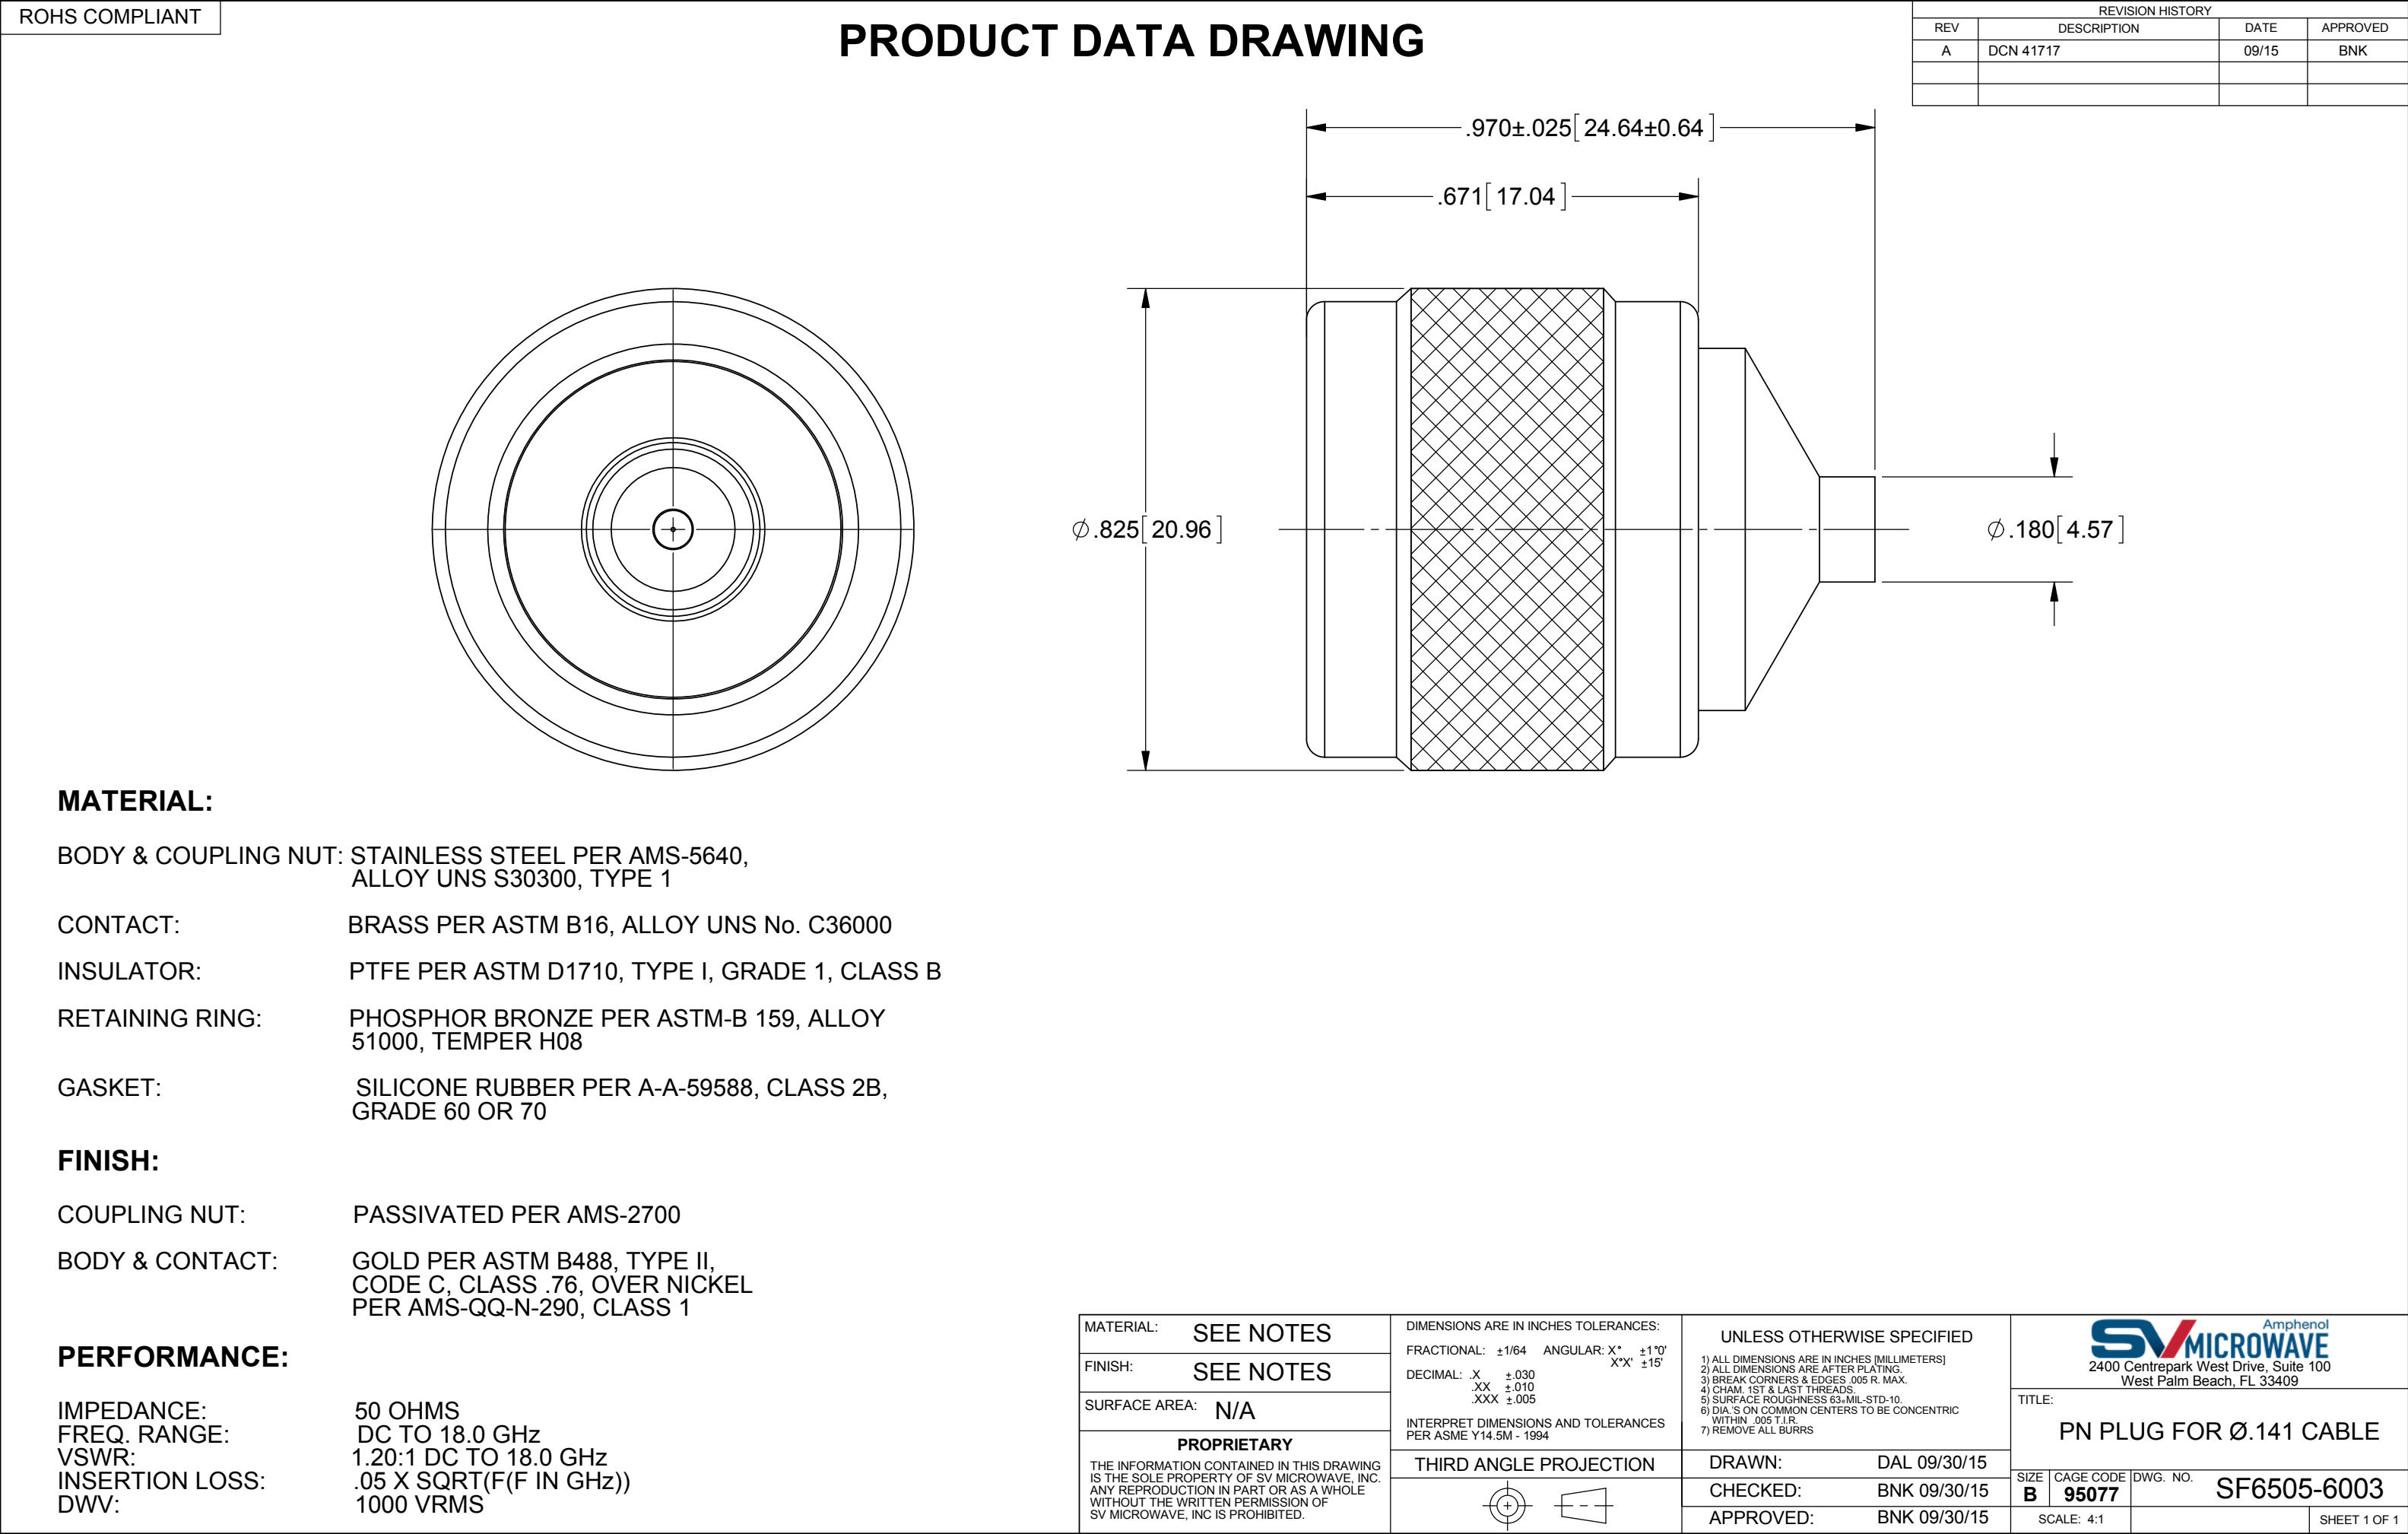 ROHS COMPLIANT
PRODUCT DATA DRAWING
REVISION HISTORY
REV DESCRIPTION DATE APPROVED
A DCN 41717 09/15 BNK
.970±.025[24.64±0.64]
.671[17.04]
Ø.825[20.96]
Ø.180[4.57]
MATERIAL:
BODY & COUPLING NUT: STAINLESS STEEL PER AMS-5640,
ALLOY UNS S30300, TYPE 1
CONTACT: BRASS PER ASTM B16, ALLOY UNS No. C36000
INSULATOR: PTFE PER ASTM D1710, TYPE I, GRADE 1, CLASS B
RETAINING RING: PHOSPHOR BRONZE PER ASTM-B 159, ALLOY
51000, TEMPER H08
GASKET: SILICONE RUBBER PER A-A-59588, CLASS 2B,
GRADE 60 OR 70
FINISH:
COUPLING NUT: PASSIVATED PER AMS-2700
BODY & CONTACT: GOLD PER ASTM B488, TYPE II,
CODE C, CLASS .76, OVER NICKEL
PER AMS-QQ-N-290, CLASS 1
PERFORMANCE:
IMPEDANCE: 50 OHMS
FREQ. RANGE: DC TO 18.0 GHz
VSWR: 1.20:1 DC TO 18.0 GHz
INSERTION LOSS: .05 X SQRT(F(F IN GHz))
DWV: 1000 VRMS
MATERIAL: SEE NOTES
FINISH: SEE NOTES
SURFACE AREA: N/A
PROPRIETARY
THE INFORMATION CONTAINED IN THIS DRAWING
IS THE SOLE PROPERTY OF SV MICROWAVE, INC.
ANY REPRODUCTION IN PART OR AS A WHOLE
WITHOUT THE WRITTEN PERMISSION OF
SV MICROWAVE, INC IS PROHIBITED.
DIMENSIONS ARE IN INCHES TOLERANCES:
FRACTIONAL: ±1/64 ANGULAR: X° ±1°0'
X°X' ±15'
DECIMAL: .X ±.030
.XX ±.010
.XXX ±.005
INTERPRET DIMENSIONS AND TOLERANCES
PER ASME Y14.5M - 1994
THIRD ANGLE PROJECTION
UNLESS OTHERWISE SPECIFIED
1) ALL DIMENSIONS ARE IN INCHES [MILLIMETERS]
2) ALL DIMENSIONS ARE AFTER PLATING.
3) BREAK CORNERS & EDGES .005 R. MAX.
4) CHAM. 1ST & LAST THREADS.
5) SURFACE ROUGHNESS 63 MIL-STD-10.
6) DIA.'S ON COMMON CENTERS TO BE CONCENTRIC
WITHIN .005 T.I.R.
7) REMOVE ALL BURRS
DRAWN: DAL 09/30/15
CHECKED: BNK 09/30/15
APPROVED: BNK 09/30/15
Amphenol
SV MICROWAVE
2400 Centrepark West Drive, Suite 100
West Palm Beach, FL 33409
TITLE:
PN PLUG FOR Ø.141 CABLE
SIZE CAGE CODE DWG. NO.
B 95077 SF6505-6003
SCALE: 4:1 SHEET 1 OF 1